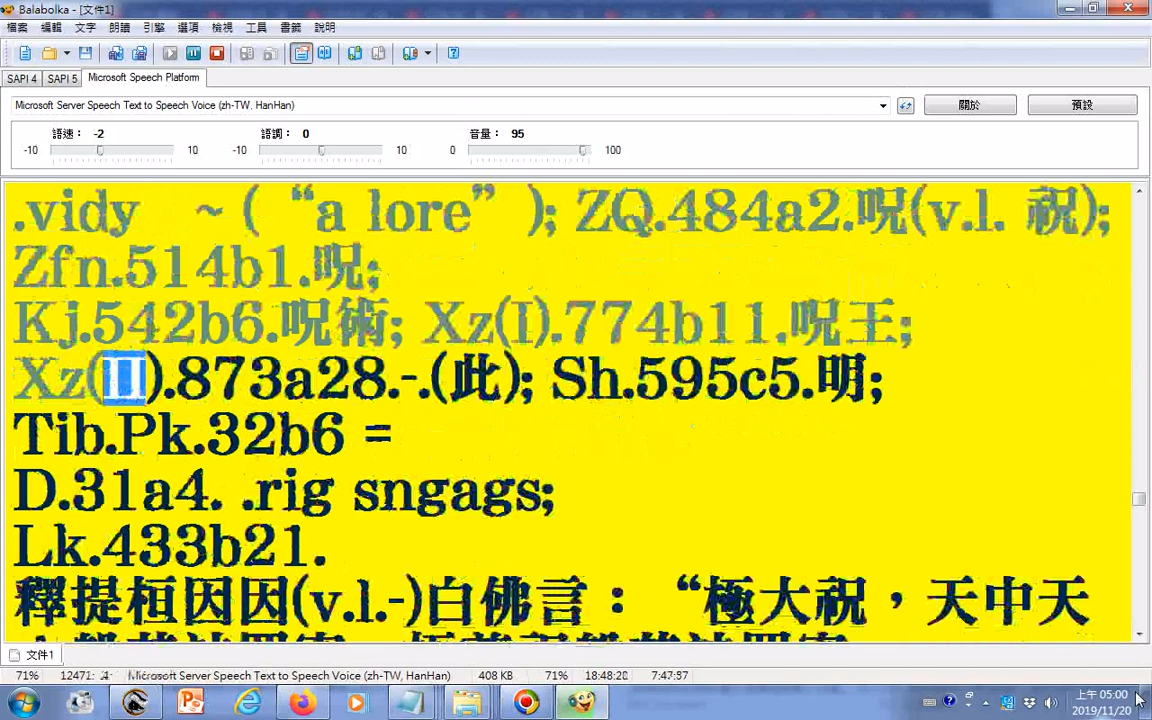 Balabolka - [文件1]
檔案 編輯 文字 朗讀 引擎 選項 檢視 工具 書籤 說明
SAPI 4 SAPI 5 Microsoft Speech Platform
Microsoft Server Speech Text to Speech Voice (zh-TW, HanHan) 關於 預設
語速： -2 語調： 0 音量： 95
-10 10 -10 10 0 100
.vidy ~ ( “a lore” ); ZQ.484a2.呪(v.l. 祝);
Zfn.514b1.呪;
Kj.542b6.呪術; Xz(I).774b11.呪王;
Xz(II).873a28.-.(此); Sh.595c5.明;
Tib.Pk.32b6 =
D.31a4. .rig sngags;
Lk.433b21.
釋提桓因因(v.l.-)白佛言： “極大祝，天中天
文件1
71% Microsoft Server Speech Text to Speech Voice (zh-TW, HanHan) 408 KB 71% 18:48:20
上午 05:00
2019/11/20